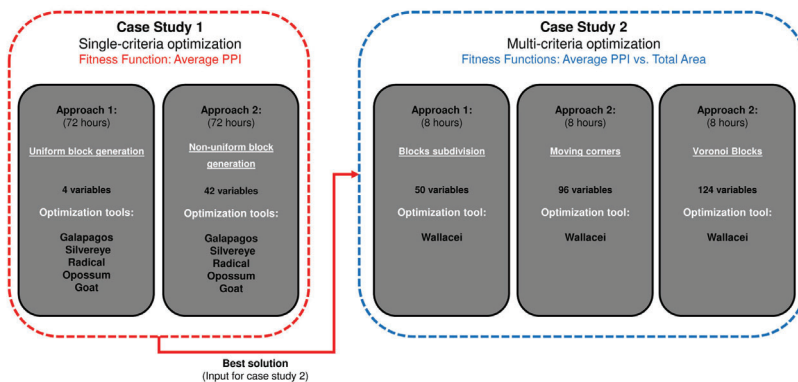 Case Study 1
Single-criteria optimization
Fitness Function: Average PPI
Approach 1:
(72 hours)
Uniform block generation
4 variables
Optimization tools:
Galapagos
Silvereye
Radical
Opossum
Goat
Approach 2:
(72 hours)
Non-uniform block
generation
42 variables
Optimization tools:
Galapagos
Silvereye
Radical
Opossum
Goat
Best solution
(Input for case study 2)
Case Study 2
Multi-criteria optimization
Fitness Functions: Average PPI vs. Total Area
Approach 1:
(8 hours)
Blocks subdivision
50 variables
Optimization tool:
Wallacei
Approach 2:
(8 hours)
Moving corners
96 variables
Optimization tool:
Wallacei
Approach 2:
(8 hours)
Voronoi Blocks
124 variables
Optimization tool:
Wallacei